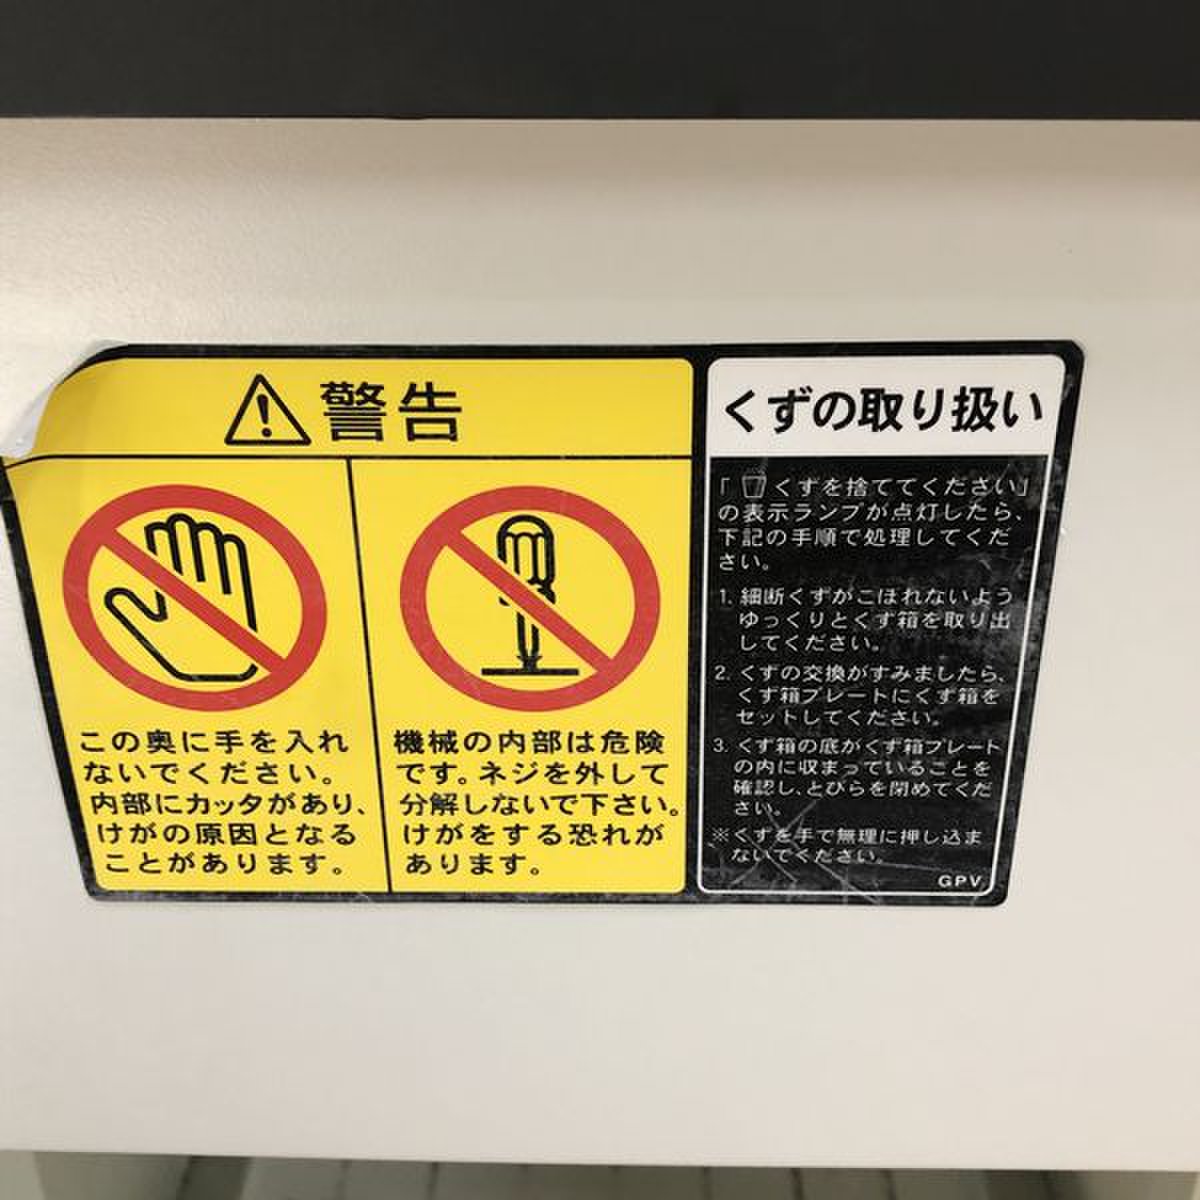 警告
この奥に手を入れ
ないでください。
内部にカッタがあり、
けがの原因となる
ことがあります。
機械の内部は危険
です。ネジを外して
分解しないで下さい。
けがをする恐れが
あります。
くずの取り扱い
「くずを捨ててください」
の表示ランプが点灯したら、
下記の手順で処理してくだ
さい。
1. 細断くずがこぼれないよう
ゆっくりとくず箱を取り出
してください。
2. くずの交換がすみましたら、
くず箱プレートにくず箱を
セットしてください。
3. くず箱の底がくず箱プレート
の内に収まっていることを
確認し、とびらを閉めてくだ
さい。
※くずを手で無理に押し込ま
ないでください。
GPV